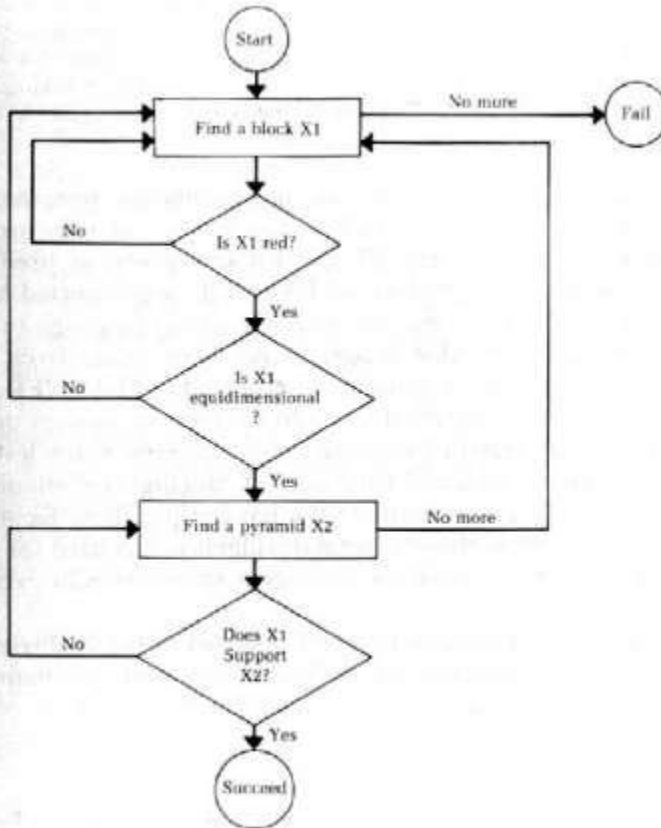 Start
No more
Find a block X1
Fail
No
Is X1 red?
Yes
Is X1
No
equidimensional
?
Yes
Find a pyramid X2
No more
Does X1
No
Support
X2?
Yes
Succeed